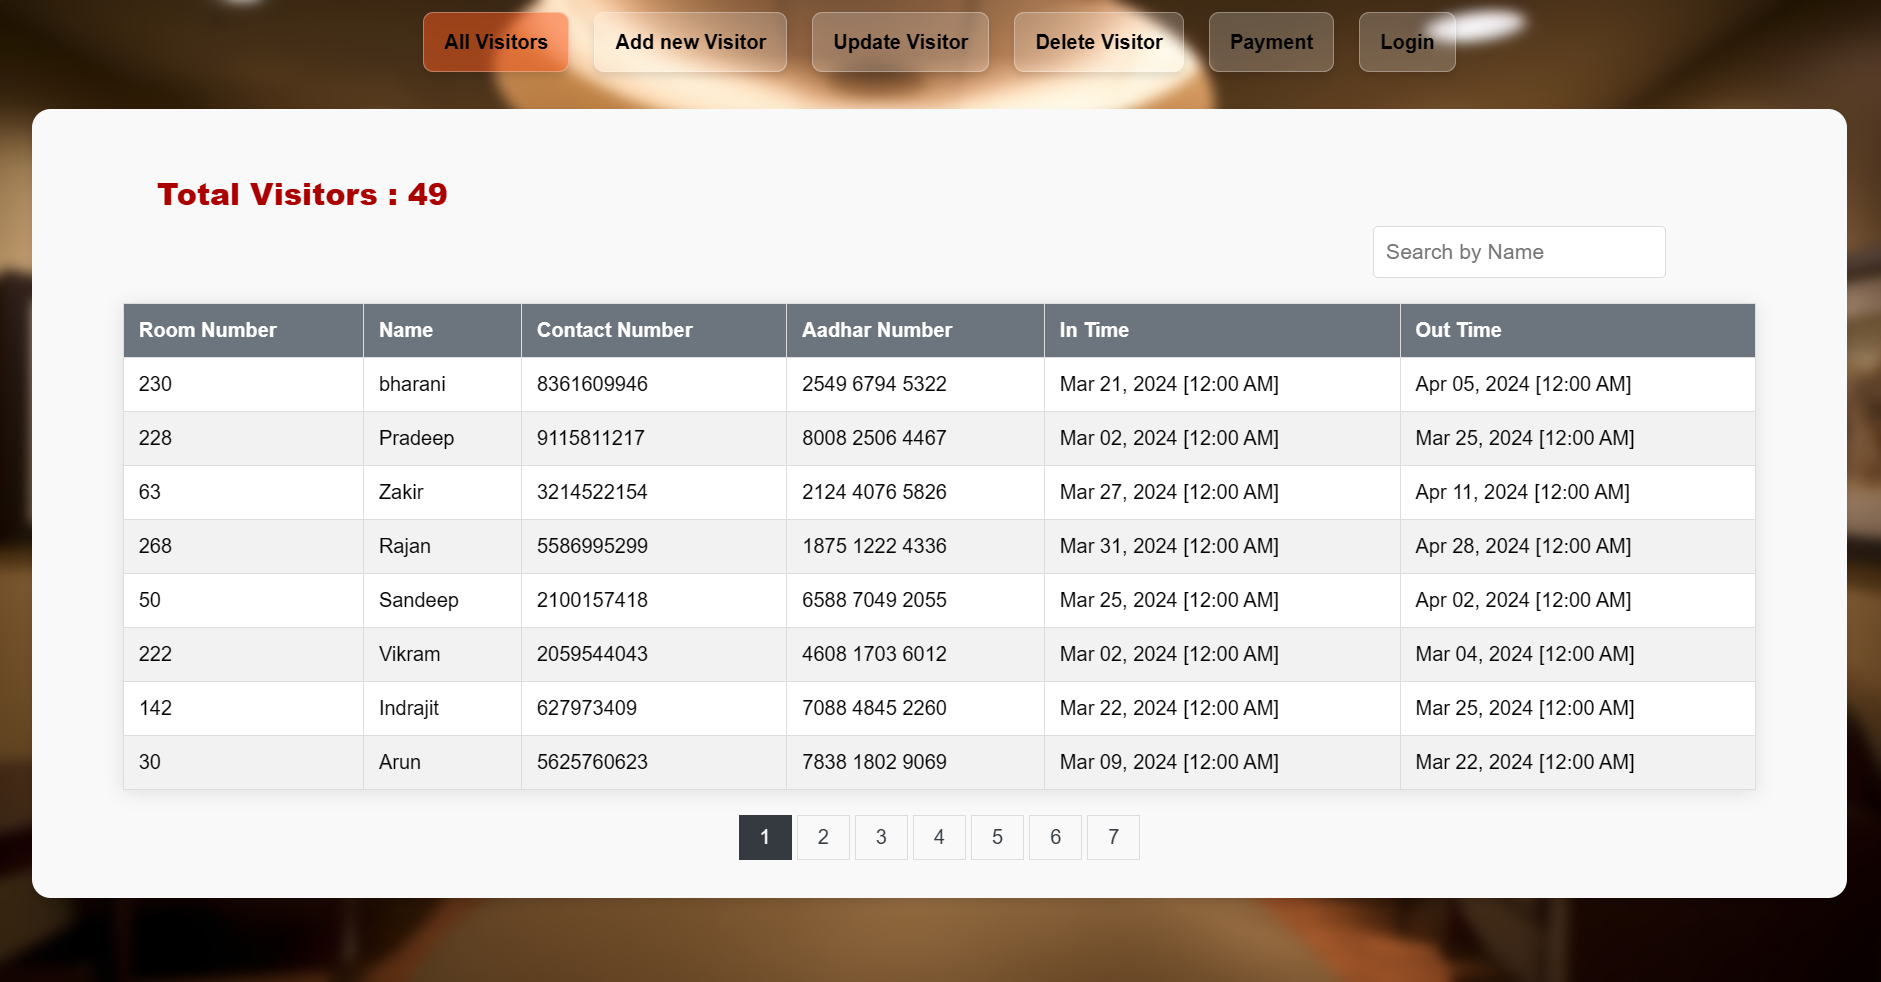 All Visitors Add new Visitor Update Visitor Delete Visitor Payment Login
Total Visitors : 49
Search by Name
Room Number Name Contact Number Aadhar Number In Time Out Time
230 bharani 8361609946 2549 6794 5322 Mar 21, 2024 [12:00 AM] Apr 05, 2024 [12:00 AM]
228 Pradeep 9115811217 8008 2506 4467 Mar 02, 2024 [12:00 AM] Mar 25, 2024 [12:00 AM]
63 Zakir 3214522154 2124 4076 5826 Mar 27, 2024 [12:00 AM] Apr 11, 2024 [12:00 AM]
268 Rajan 5586995299 1875 1222 4336 Mar 31, 2024 [12:00 AM] Apr 28, 2024 [12:00 AM]
50 Sandeep 2100157418 6588 7049 2055 Mar 25, 2024 [12:00 AM] Apr 02, 2024 [12:00 AM]
222 Vikram 2059544043 4608 1703 6012 Mar 02, 2024 [12:00 AM] Mar 04, 2024 [12:00 AM]
142 Indrajit 627973409 7088 4845 2260 Mar 22, 2024 [12:00 AM] Mar 25, 2024 [12:00 AM]
30 Arun 5625760623 7838 1802 9069 Mar 09, 2024 [12:00 AM] Mar 22, 2024 [12:00 AM]
1 2 3 4 5 6 7